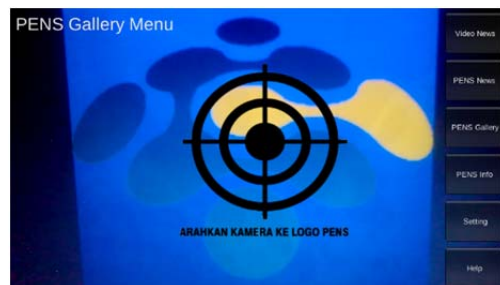 PENS Gallery Menu
Video News
PENS News
PENS Gallery
PENS Info
Setting
Help
ARAHKAN KAMERA KE LOGO PENS